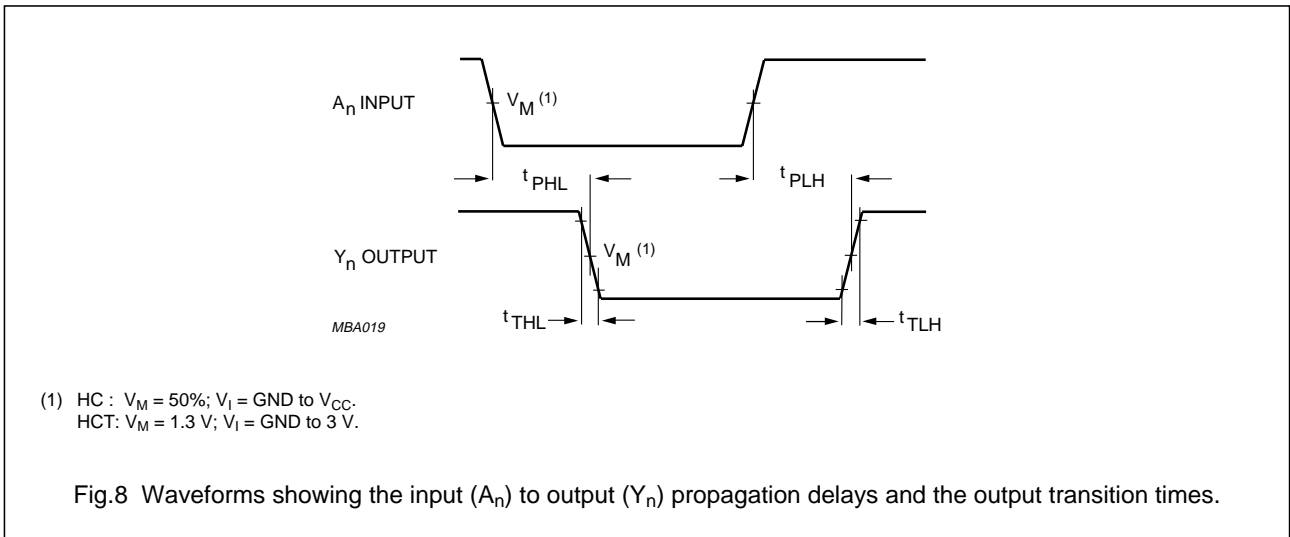 A_n INPUT
V_M (1)
t_PHL
t_PLH
Y_n OUTPUT
V_M (1)
t_THL
t_TLH
MBA019
(1) HC : V_M = 50%; V_I = GND to V_CC.
HCT: V_M = 1.3 V; V_I = GND to 3 V.
Fig.8 Waveforms showing the input (A_n) to output (Y_n) propagation delays and the output transition times.